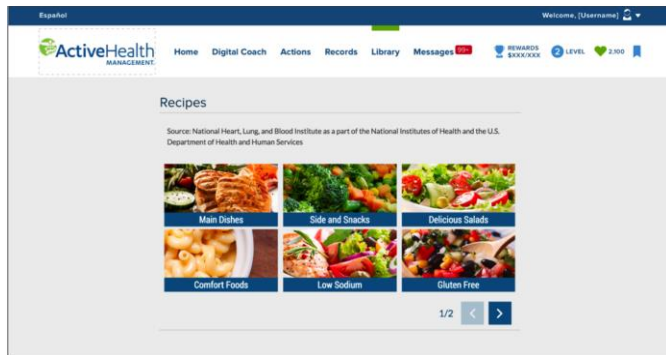 Español
Welcome, [Username]
ActiveHealth
MANAGEMENT.
Home Digital Coach Actions Records Library Messages 99+
REWARDS
$XXX/XXX
2 LEVEL
2,100
Recipes
Source: National Heart, Lung, and Blood Institute as a part of the National Institutes of Health and the U.S.
Department of Health and Human Services
Main Dishes Side and Snacks Delicious Salads
Comfort Foods Low Sodium Gluten Free
1/2